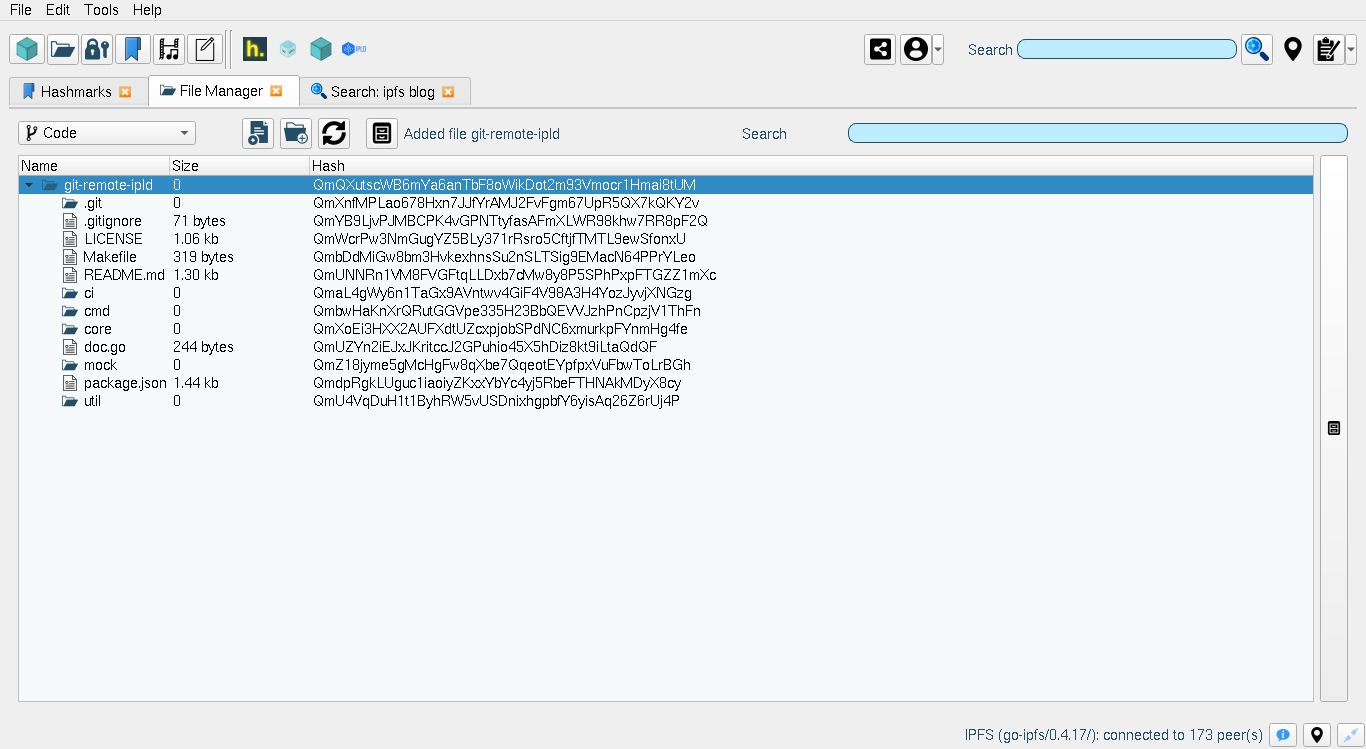 File Edit Tools Help
h. IPLD Search
Hashmarks File Manager Search: ipfs blog
Code Added file git-remote-ipld Search
Name Size Hash
git-remote-ipld 0 QmQXutscWB6mYa6anTbF8oWikDot2m93Vmocr1Hmai8tUM
.git 0 QmXnfMPLao678Hxn7JJfYrAMJ2FvFgm67UpR5QX7kQKY2v
.gitignore 71 bytes QmYB9LjvPJMBCPK4vGPNTtyfasAFmXLWR98khw7RR8pF2Q
LICENSE 1.06 kb QmWcrPw3NmGugYZ5BLy371rRsro5CftjfTMTL9ewSfonxU
Makefile 319 bytes QmbDdMiGw8bm3HvkexhnsSu2nSLTSig9EMacN64PPrYLeo
README.md 1.30 kb QmUNNRn1VM8FVGFtqLLDxb7cMw8y8P5SPhPxpFTGZZ1mXc
ci 0 QmaL4gWy6n1TaGx9AVntwv4GiF4V98A3H4YozJyvjXNGzg
cmd 0 QmbwHaKnXrQRutGGVpe335H23BbQEVVJzhPnCpzjV1ThFn
core 0 QmXoEi3HXX2AUFXdtUZcxpjobSPdNC6xmurkpFYnmHg4fe
doc.go 244 bytes QmUZYn2iEJxJKritccJ2GPuhio45X5hDiz8kt9iLtaQdQF
mock 0 QmZ18jyme5gMcHgFw8qXbe7QqeotEYpfpxVuFbwToLrBGh
package.json 1.44 kb QmdpRgkLUguc1iaoiyZKxxYbYc4yj5RbeFTHNAkMDyX8cy
util 0 QmU4VqDuH1t1ByhRW5vUSDnixhgpbfY6yisAq26Z6rUj4P
IPFS (go-ipfs/0.4.17/): connected to 173 peer(s)